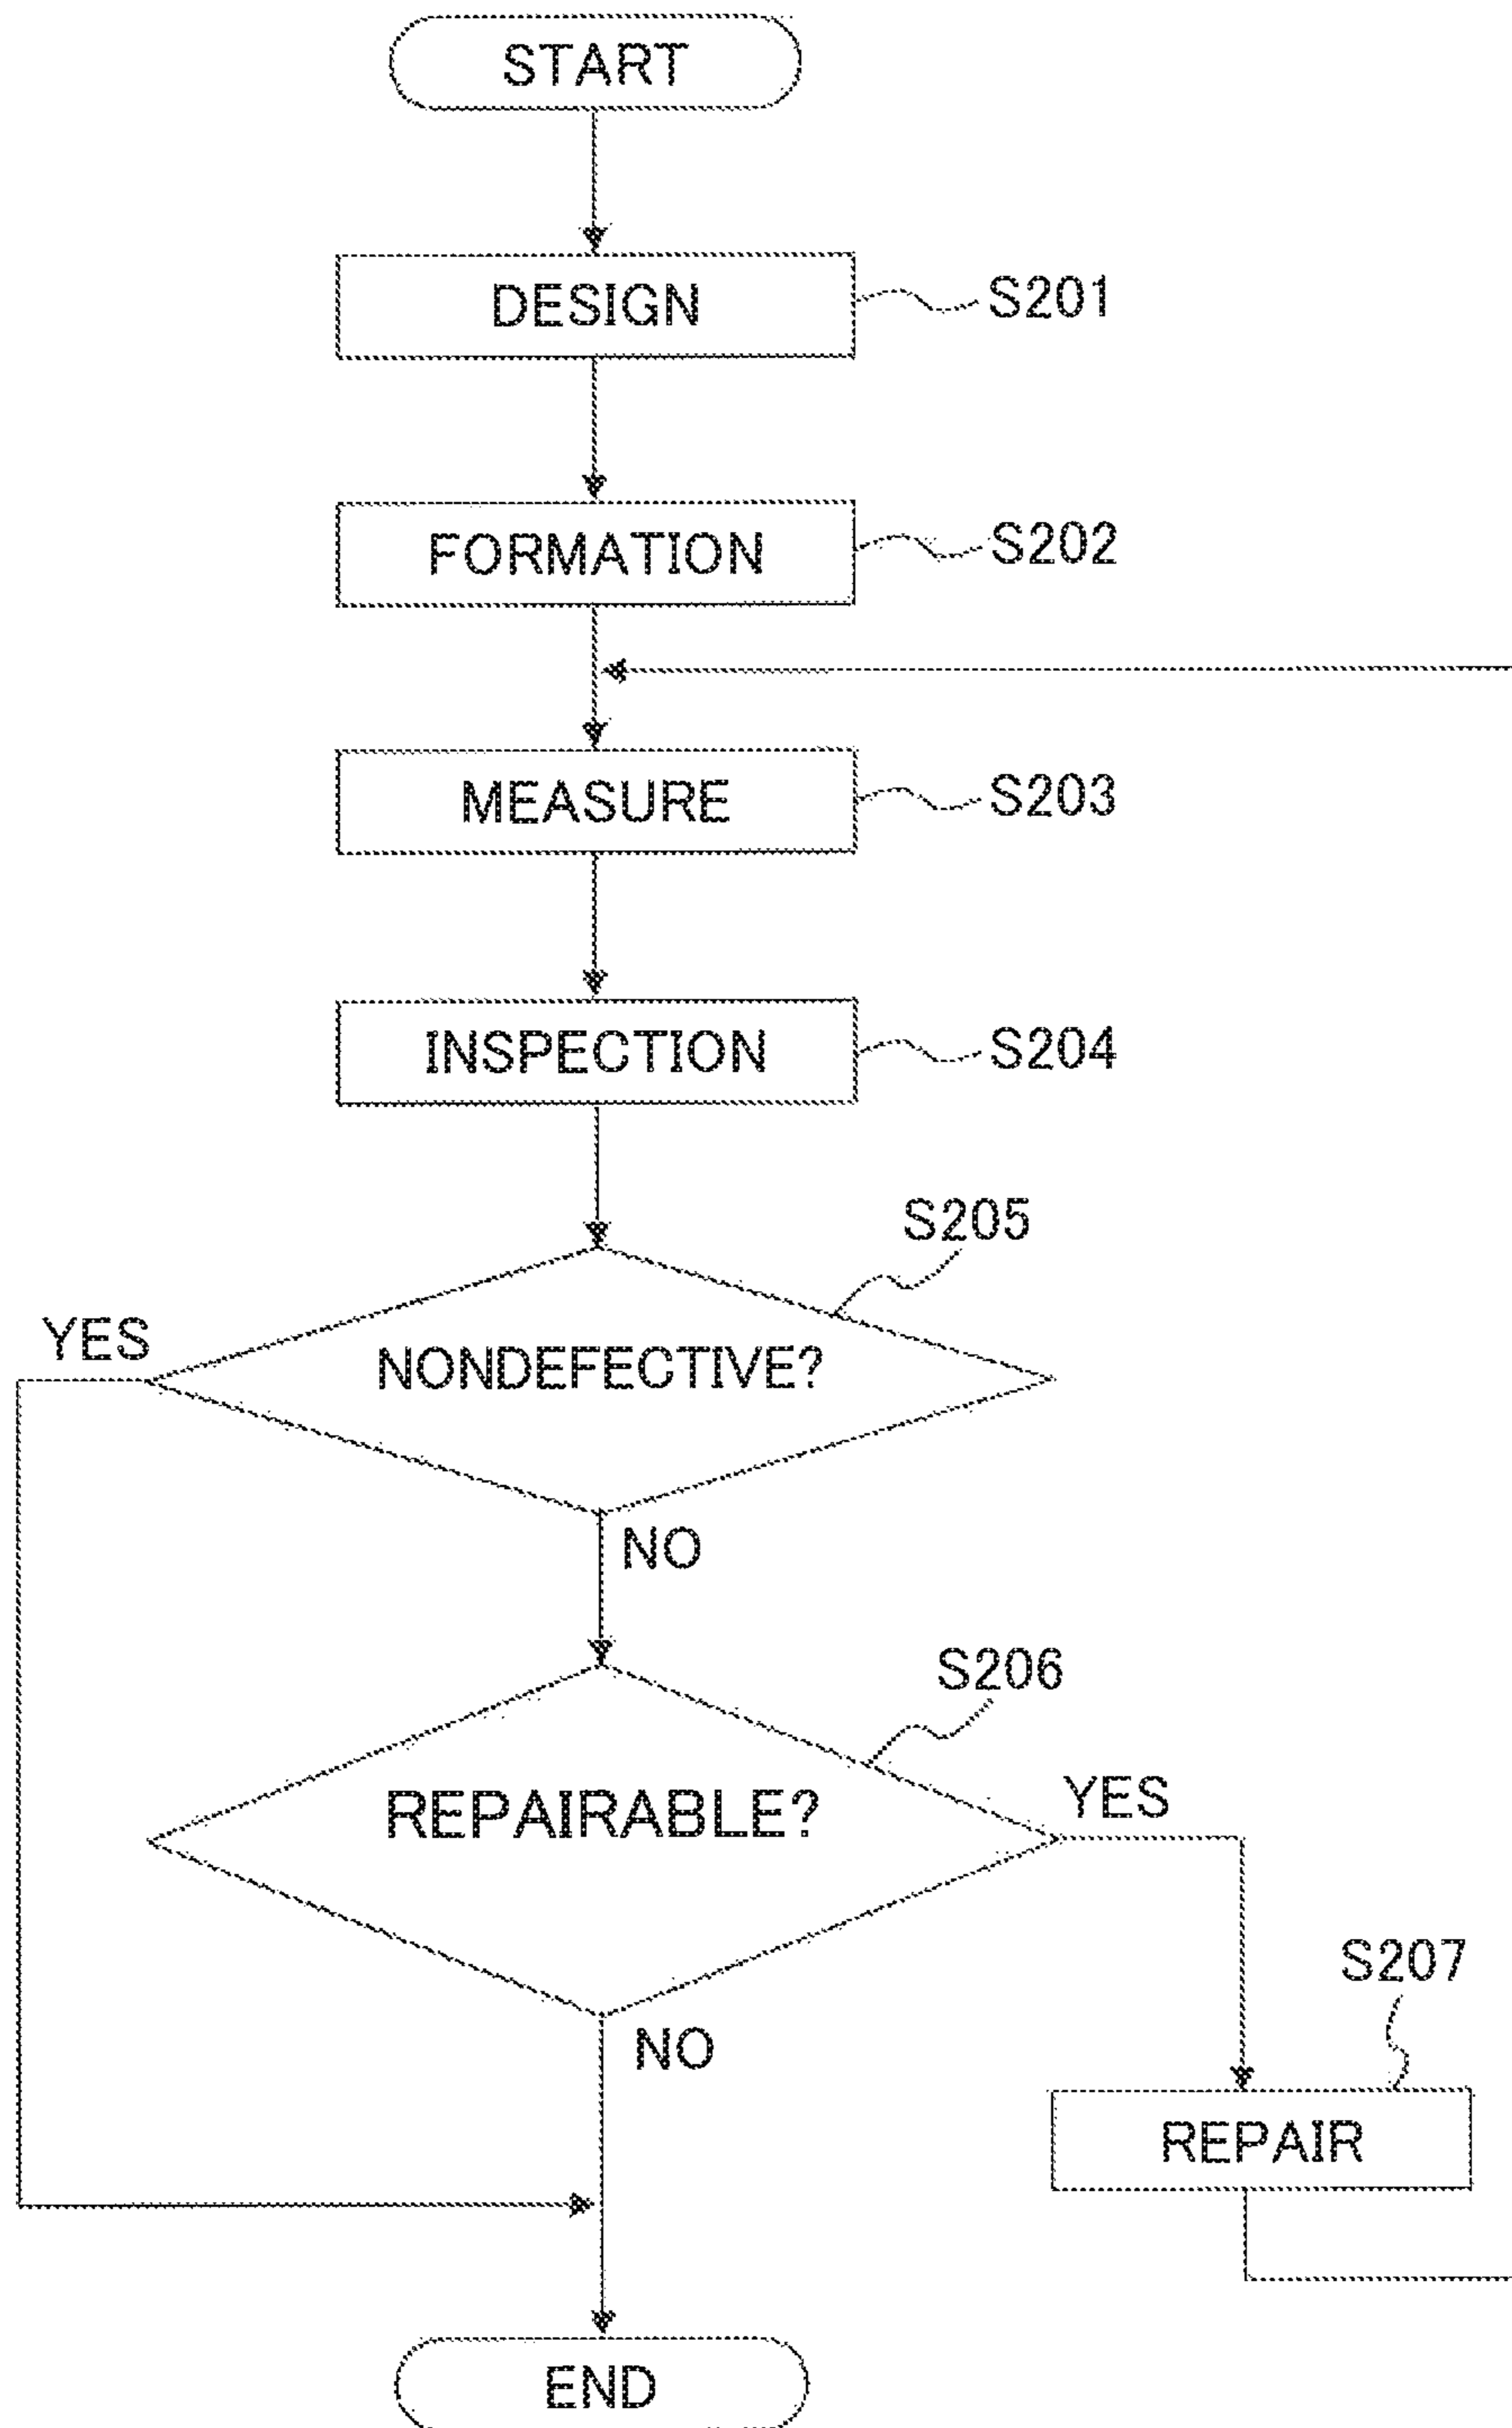 START
DESIGN
S201
FORMATION
S202
MEASURE
S203
INSPECTION
S204
S205
YES
NONDEFECTIVE?
NO
S206
REPAIRABLE?
YES
S207
NO
REPAIR
END